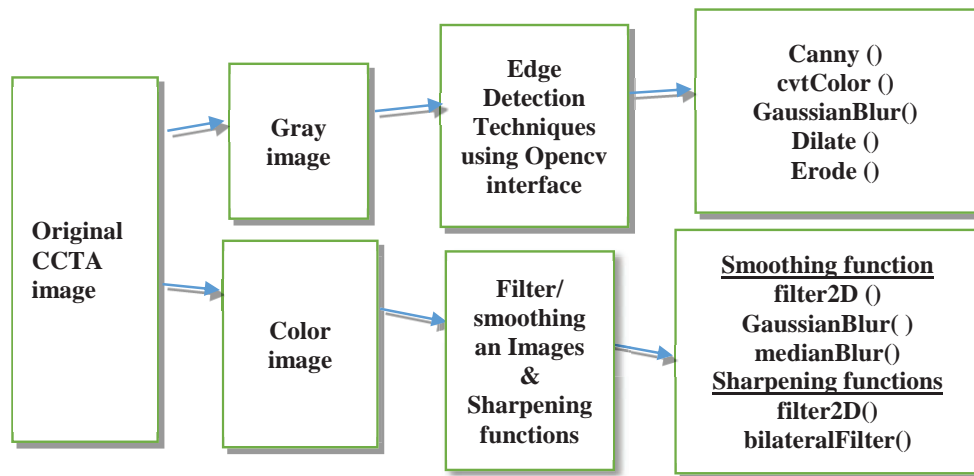 Original
CCTA
image
Gray
image
Edge
Detection
Techniques
using Opencv
interface
Canny ()
cvtColor ()
GaussianBlur()
Dilate ()
Erode ()
Color
image
Filter/
smoothing
an Images
&
Sharpening
functions
Smoothing function
filter2D ()
GaussianBlur( )
medianBlur()
Sharpening functions
filter2D()
bilateralFilter()